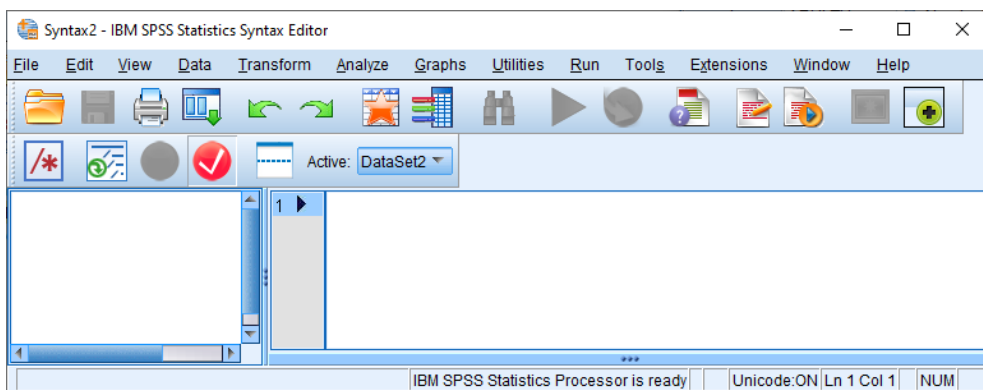 Syntax2 - IBM SPSS Statistics Syntax Editor
File Edit View Data Transform Analyze Graphs Utilities Run Tools Extensions Window Help
Active: DataSet2
1
IBM SPSS Statistics Processor is ready Unicode:ON Ln 1 Col 1 NUM